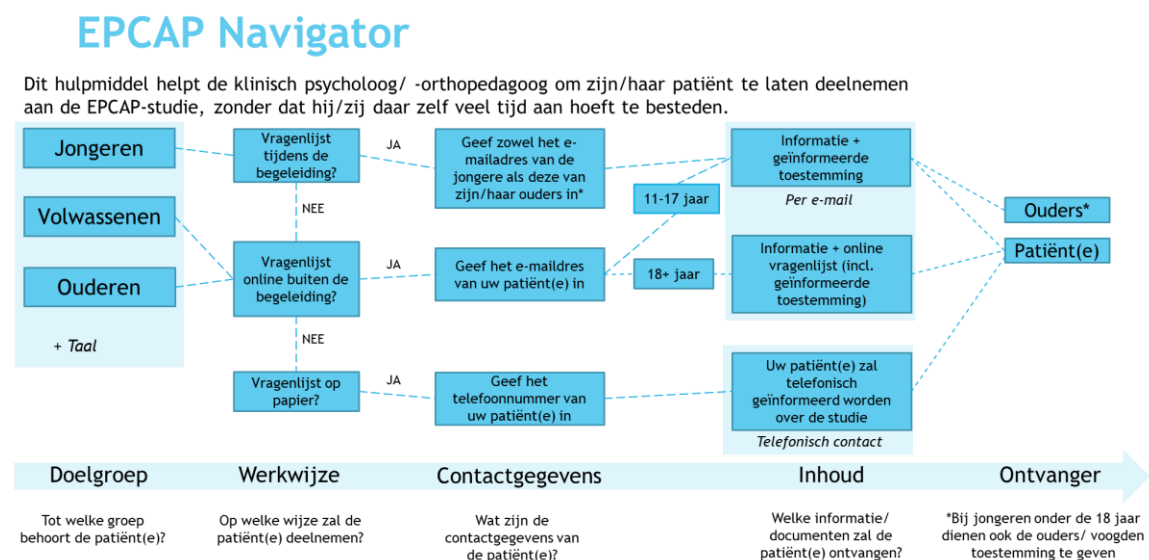 EPCAP Navigator
Dit hulpmiddel helpt de klinisch psycholoog/ -orthopedagoog om zijn/haar patiënt te laten deelnemen
aan de EPCAP-studie, zonder dat hij/zij daar zelf veel tijd aan hoeft te besteden.
Jongeren
Volwassenen
Ouderen
+ Taal
Vragenlijst
tijdens de
begeleiding?
NEE
Vragenlijst
online buiten de
begeleiding?
NEE
Vragenlijst op
papier?
JA
JA
JA
Geef zowel het e-
mailadres van de
jongere als deze van
zijn/haar ouders in*
Geef het e-maildres
van uw patiënt(e) in
Geef het
telefoonnummer van
uw patiënt(e) in
11-17 jaar
18+ jaar
Informatie +
geïnformeerde
toestemming
Per e-mail
Informatie + online
vragenlijst (incl.
geïnformeerde
toestemming)
Uw patiënt(e) zal
telefonisch
geïnformeerd worden
over de studie
Telefonisch contact
Ouders*
Patiënt(e)
Doelgroep
Werkwijze
Contactgegevens
Inhoud
Ontvanger
Tot welke groep
behoort de patiënt(e)?
Op welke wijze zal de
patiënt(e) deelnemen?
Wat zijn de
contactgegevens van
de patiënt(e)?
Welke informatie/
documenten zal de
patiënt(e) ontvangen?
*Bij jongeren onder de 18 jaar
dienen ook de ouders/ voogden
toestemming te geven